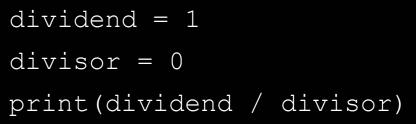 dividend = 1
divisor = 0
print(dividend / divisor)